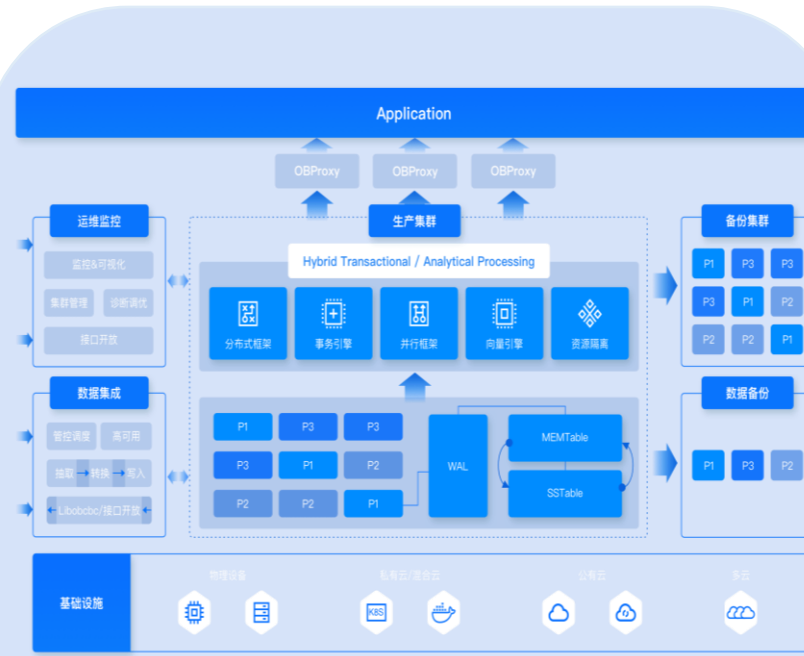 Application
OBProxy OBProxy OBProxy
运维监控
监控&可视化
集群管理 诊断调优
接口开放
数据集成
管控调度 高可用
抽取 转换 写入
Libobcbc/接口开放
生产集群
Hybrid Transactional / Analytical Processing
分布式框架 事务引擎 并行框架 向量引擎 资源隔离
P1 P3 P3
P3 P1 P2
P2 P2 P1
WAL
MEMTable
SSTable
备份集群
P1 P3 P3
P3 P1 P2
P2 P2 P1
数据备份
P1 P3 P2
基础设施
物理设备 私有云/混合云 公有云 多云
K8S